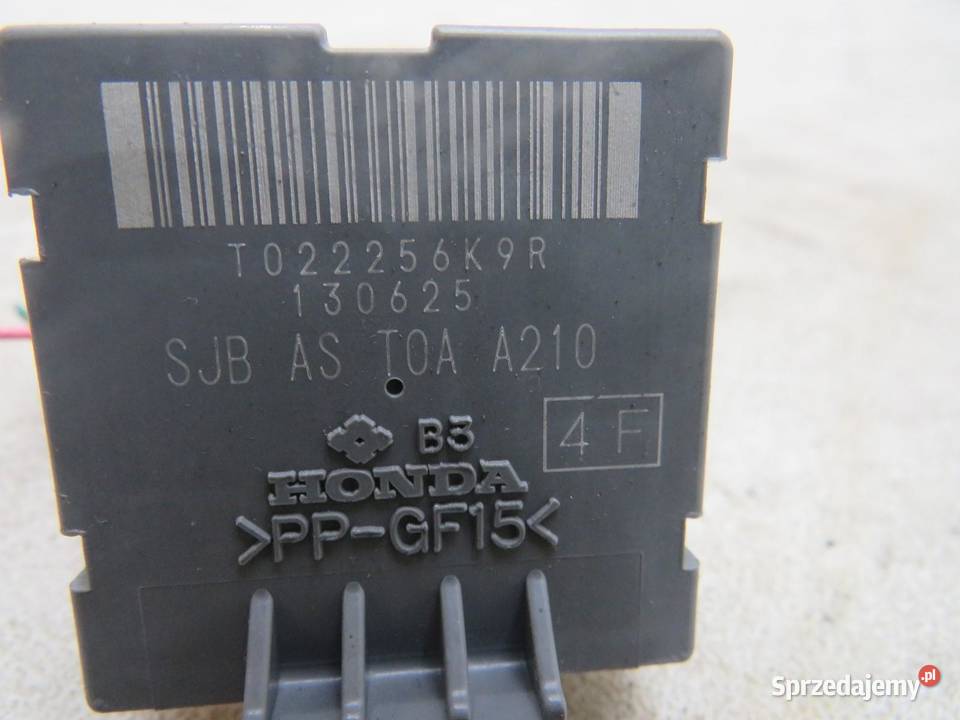 T022256K9R
130625
SJB AS T0A A210
B3
4F
HONDA
>PP-GF15<
Sprzedajemy.pl